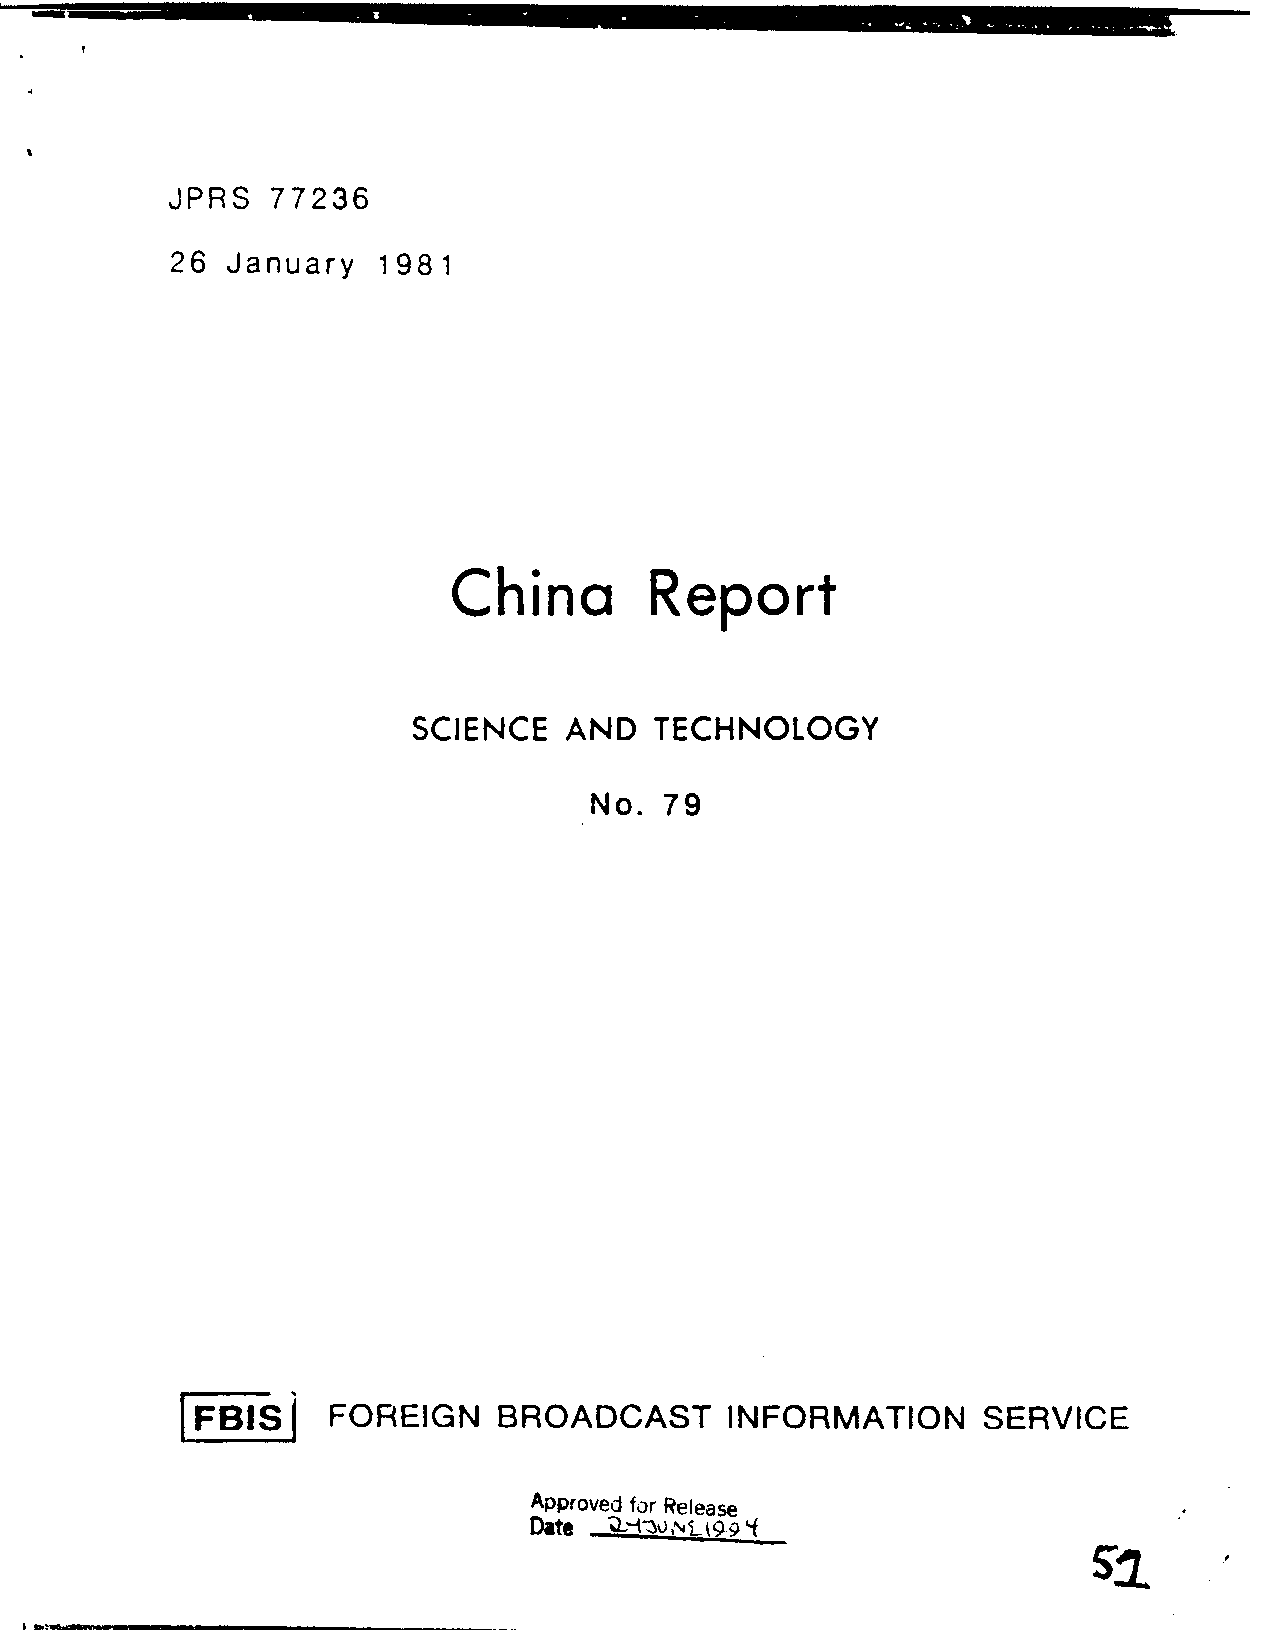 JPRS 77236
26 January 1981
China Report
SCIENCE AND TECHNOLOGY
No. 79
FBIS FOREIGN BROADCAST INFORMATION SERVICE
Approved for Release
Date 24 JUNE 1994
51